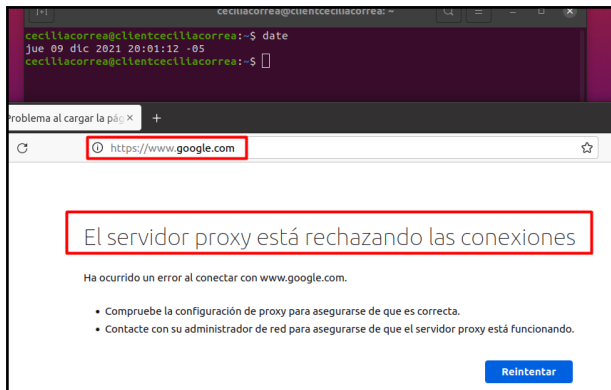 ceciliacorrea@clientceciliacorrea: ~
ceciliacorrea@clientceciliacorrea:~$ date
jue 09 dic 2021 20:01:12 -05
ceciliacorrea@clientceciliacorrea:~$
Problema al cargar la pág
https://www.google.com
El servidor proxy está rechazando las conexiones
Ha ocurrido un error al conectar con www.google.com.
• Compruebe la configuración de proxy para asegurarse de que es correcta.
• Contacte con su administrador de red para asegurarse de que el servidor proxy está funcionando.
Reintentar